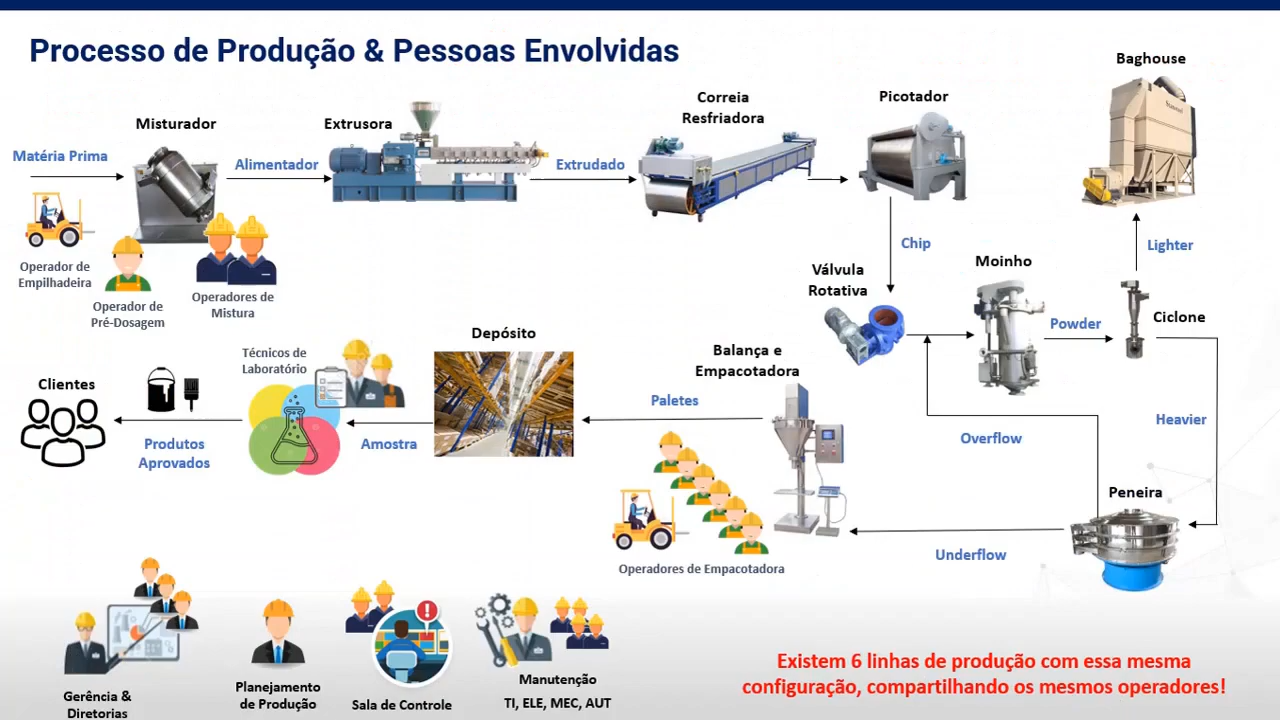 Processo de Produção & Pessoas Envolvidas
Baghouse
Correia
Resfriadora
Picotador
Misturador
Extrusora
Matéria Prima
Alimentador
Extrudado
Chip
Lighter
Operador de
Empilhadeira
Operador de
Pré-Dosagem
Operadores de
Mistura
Válvula
Rotativa
Moinho
Powder
Ciclone
Depósito
Técnicos de
Laboratório
Balança e
Empacotadora
Clientes
Paletes
Heavier
Produtos
Aprovados
Amostra
Overflow
Peneira
Underflow
Operadores de Empacotadora
Gerência &
Diretorias
Planejamento
de Produção
Sala de Controle
Manutenção
TI, ELE, MEC, AUT
Existem 6 linhas de produção com essa mesma
configuração, compartilhando os mesmos operadores!